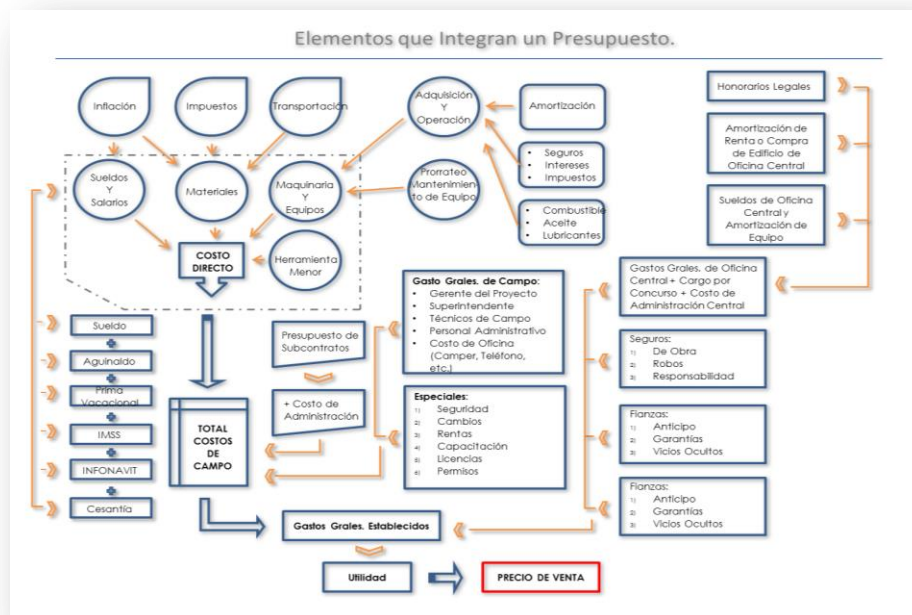 Elementos que Integran un Presupuesto.
Inflación
Impuestos
Transportación
Adquisición
Y
Operación
Amortización
Honorarios Legales
Amortización de
Renta o Compra
de Edificio de
Oficina Central
• Seguros
• Intereses
• Impuestos
Sueldos
Y
Salarios
Materiales
Maquinaria
Y
Equipos
Prorrateo
Mantenimien
to de Equipo
Sueldos de Oficina
Central y
Amortización de
Equipo
• Combustible
• Aceite
• Lubricantes
COSTO
DIRECTO
Herramienta
Menor
Gasto Grales. de Campo:
• Gerente del Proyecto
• Superintendente
• Técnicos de Campo
• Personal Administrativo
• Costo de Oficina
(Camper, Teléfono,
etc.)
Gastos Grales. de Oficina
Central + Cargo por
Concurso + Costo de
Administración Central
Sueldo
Aguinaldo
Prima
Vacacional
IMSS
INFONAVIT
Cesantía
Presupuesto de
Subcontratos
+ Costo de
Administración
TOTAL
COSTOS
DE
CAMPO
Especiales:
1) Seguridad
2) Cambios
3) Rentas
4) Capacitación
5) Licencias
6) Permisos
Seguros:
1) De Obra
2) Robos
3) Responsabilidad
Fianzas:
1) Anticipo
2) Garantías
3) Vicios Ocultos
Fianzas:
1) Anticipo
2) Garantías
3) Vicios Ocultos
Gastos Grales. Establecidos
Utilidad
PRECIO DE VENTA